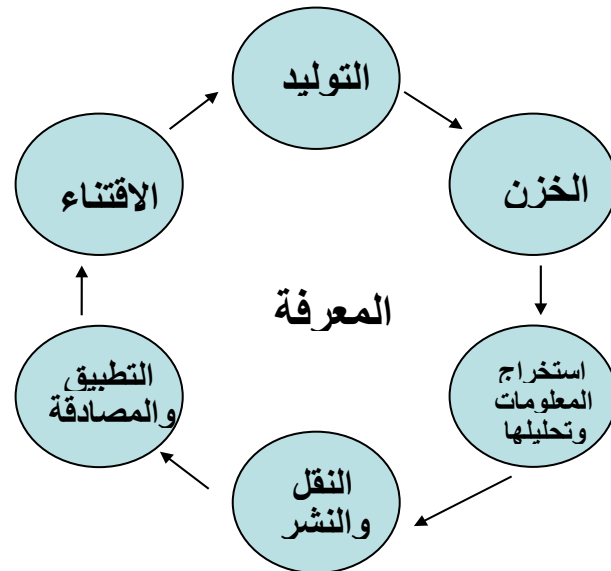 التوليد
الخزن
استخراج
المعلومات
وتحليلها
النقل
والنشر
التطبيق
والمصادقة
الاقتناء
المعرفة